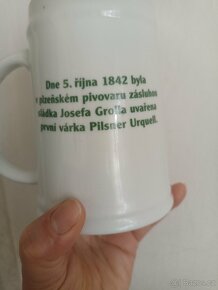 Dne 5. října 1842 byla
v plzeňském pivovaru zásluhou
sládka Josefa Grolla uvařena
první várka Pilsner Urquell.